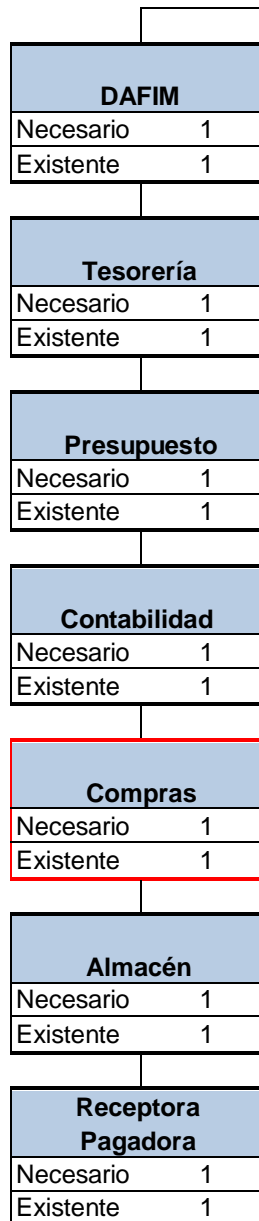 DAFIM
Necesario 1
Existente 1
Tesorería
Necesario 1
Existente 1
Presupuesto
Necesario 1
Existente 1
Contabilidad
Necesario 1
Existente 1
Compras
Necesario 1
Existente 1
Almacén
Necesario 1
Existente 1
Receptora
Pagadora
Necesario 1
Existente 1